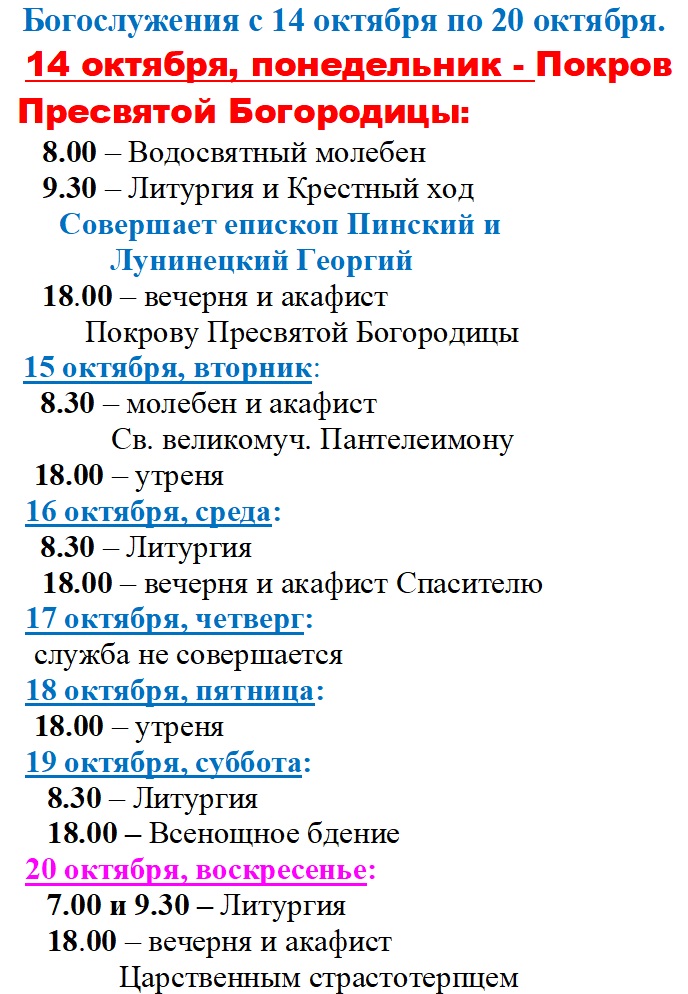 Богослужения с 14 октября по 20 октября.
14 октября, понедельник - Покров
Пресвятой Богородицы:
8.00 – Водосвятный молебен
9.30 – Литургия и Крестный ход
Совершает епископ Пинский и
Лунинецкий Георгий
18.00 – вечерня и акафист
Покрову Пресвятой Богородицы
15 октября, вторник:
8.30 – молебен и акафист
Св. великомуч. Пантелеимону
18.00 – утреня
16 октября, среда:
8.30 – Литургия
18.00 – вечерня и акафист Спасителю
17 октября, четверг:
служба не совершается
18 октября, пятница:
18.00 – утреня
19 октября, суббота:
8.30 – Литургия
18.00 – Всенощное бдение
20 октября, воскресенье:
7.00 и 9.30 – Литургия
18.00 – вечерня и акафист
Царственным страстотерпцем